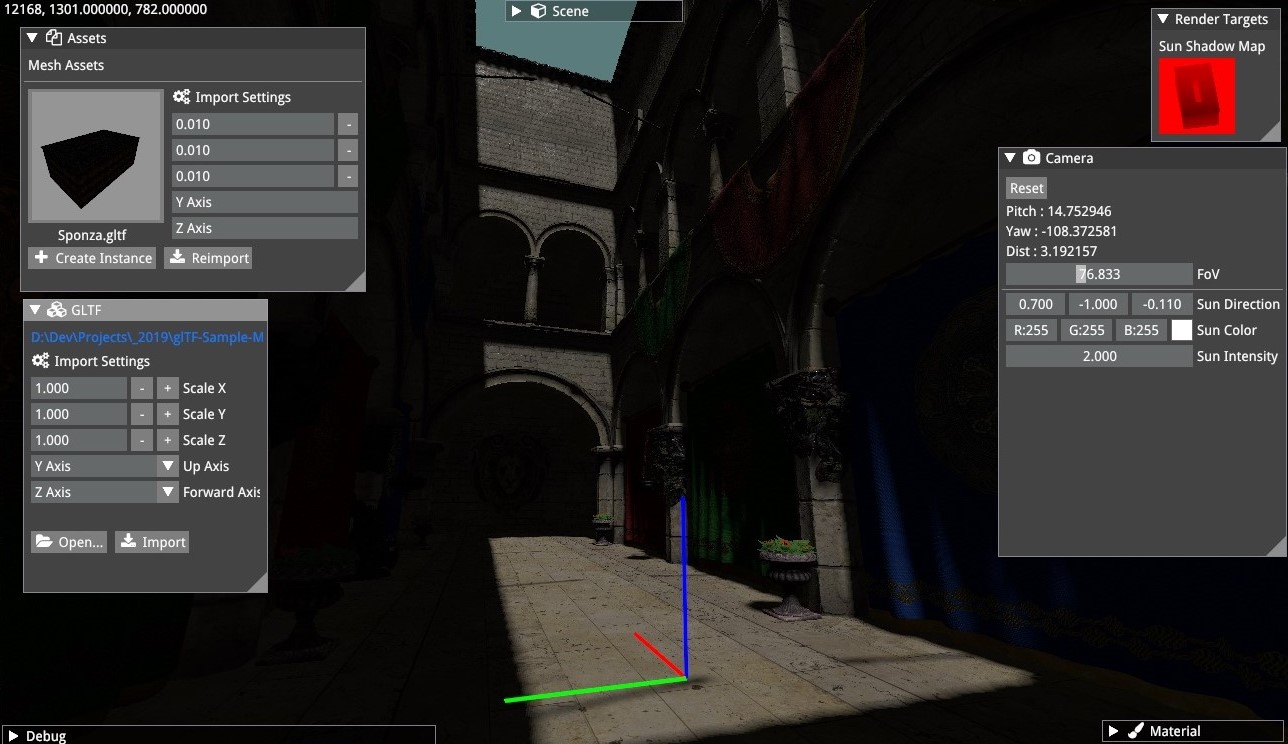 12168, 1301.000000, 782.000000
Scene
Assets
Mesh Assets
Import Settings
0.010 -
0.010 -
0.010 -
Y Axis
Z Axis
Sponza.gltf
Create Instance Reimport
GLTF
D:\Dev\Projects\_2019\glTF-Sample-M
Import Settings
1.000 - + Scale X
1.000 - + Scale Y
1.000 - + Scale Z
Y Axis Up Axis
Z Axis Forward Axis
Open... Import
Debug
Render Targets
Sun Shadow Map
Camera
Reset
Pitch : 14.752946
Yaw : -108.372581
Dist : 3.192157
76.833 FoV
0.700 -1.000 -0.110 Sun Direction
R:255 G:255 B:255 Sun Color
2.000 Sun Intensity
Material